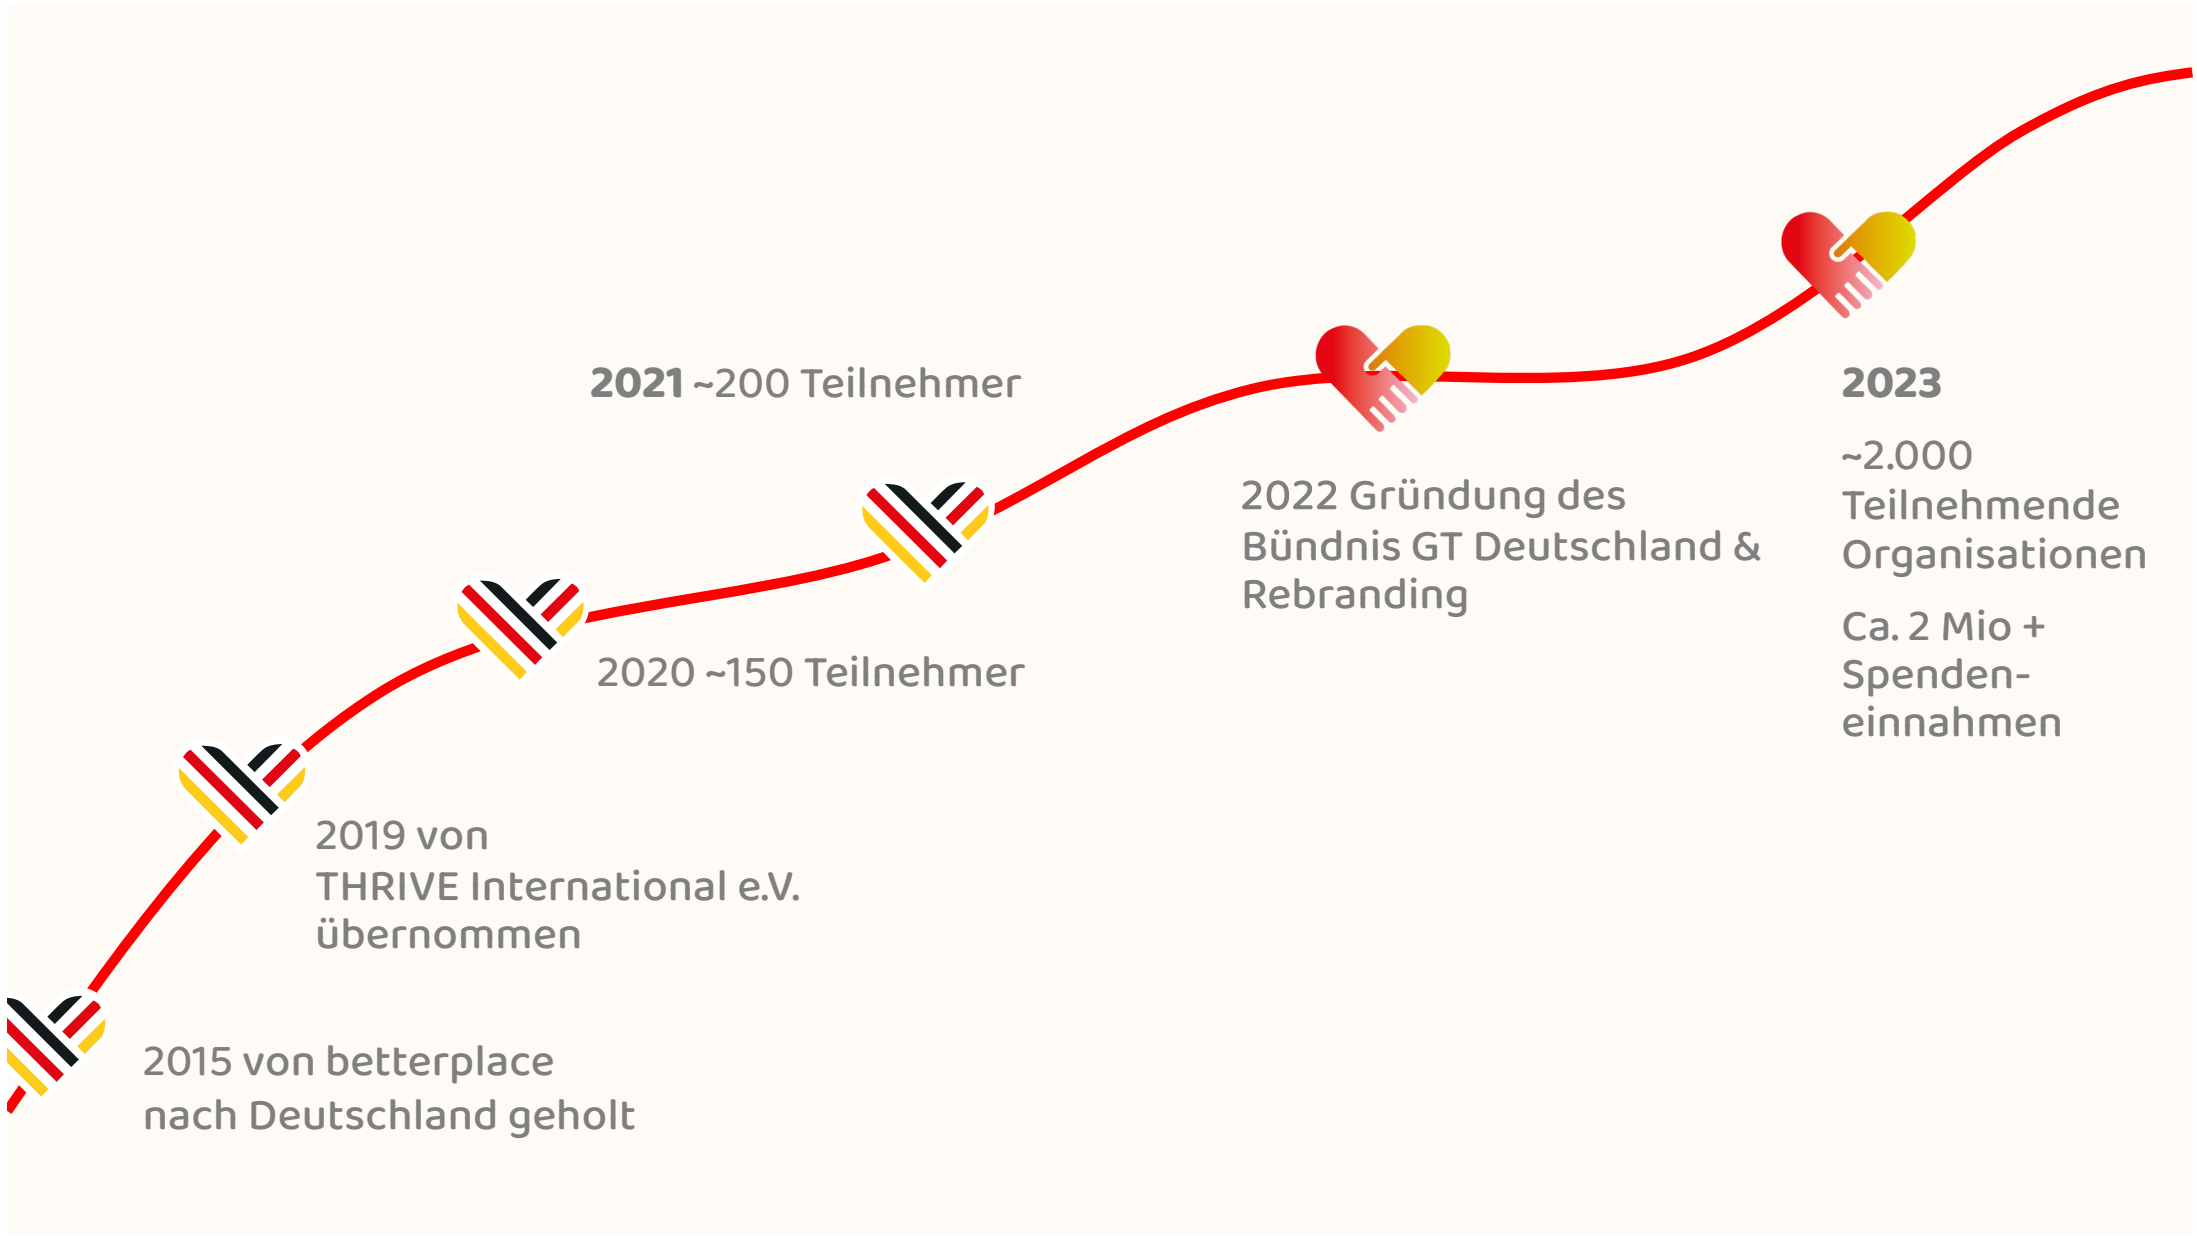 2015 von betterplace
nach Deutschland geholt
2019 von
THRIVE International e.V.
übernommen
2020 ~150 Teilnehmer
2021 ~200 Teilnehmer
2022 Gründung des
Bündnis GT Deutschland &
Rebranding
2023
~2.000
Teilnehmende
Organisationen
Ca. 2 Mio +
Spenden-
einnahmen